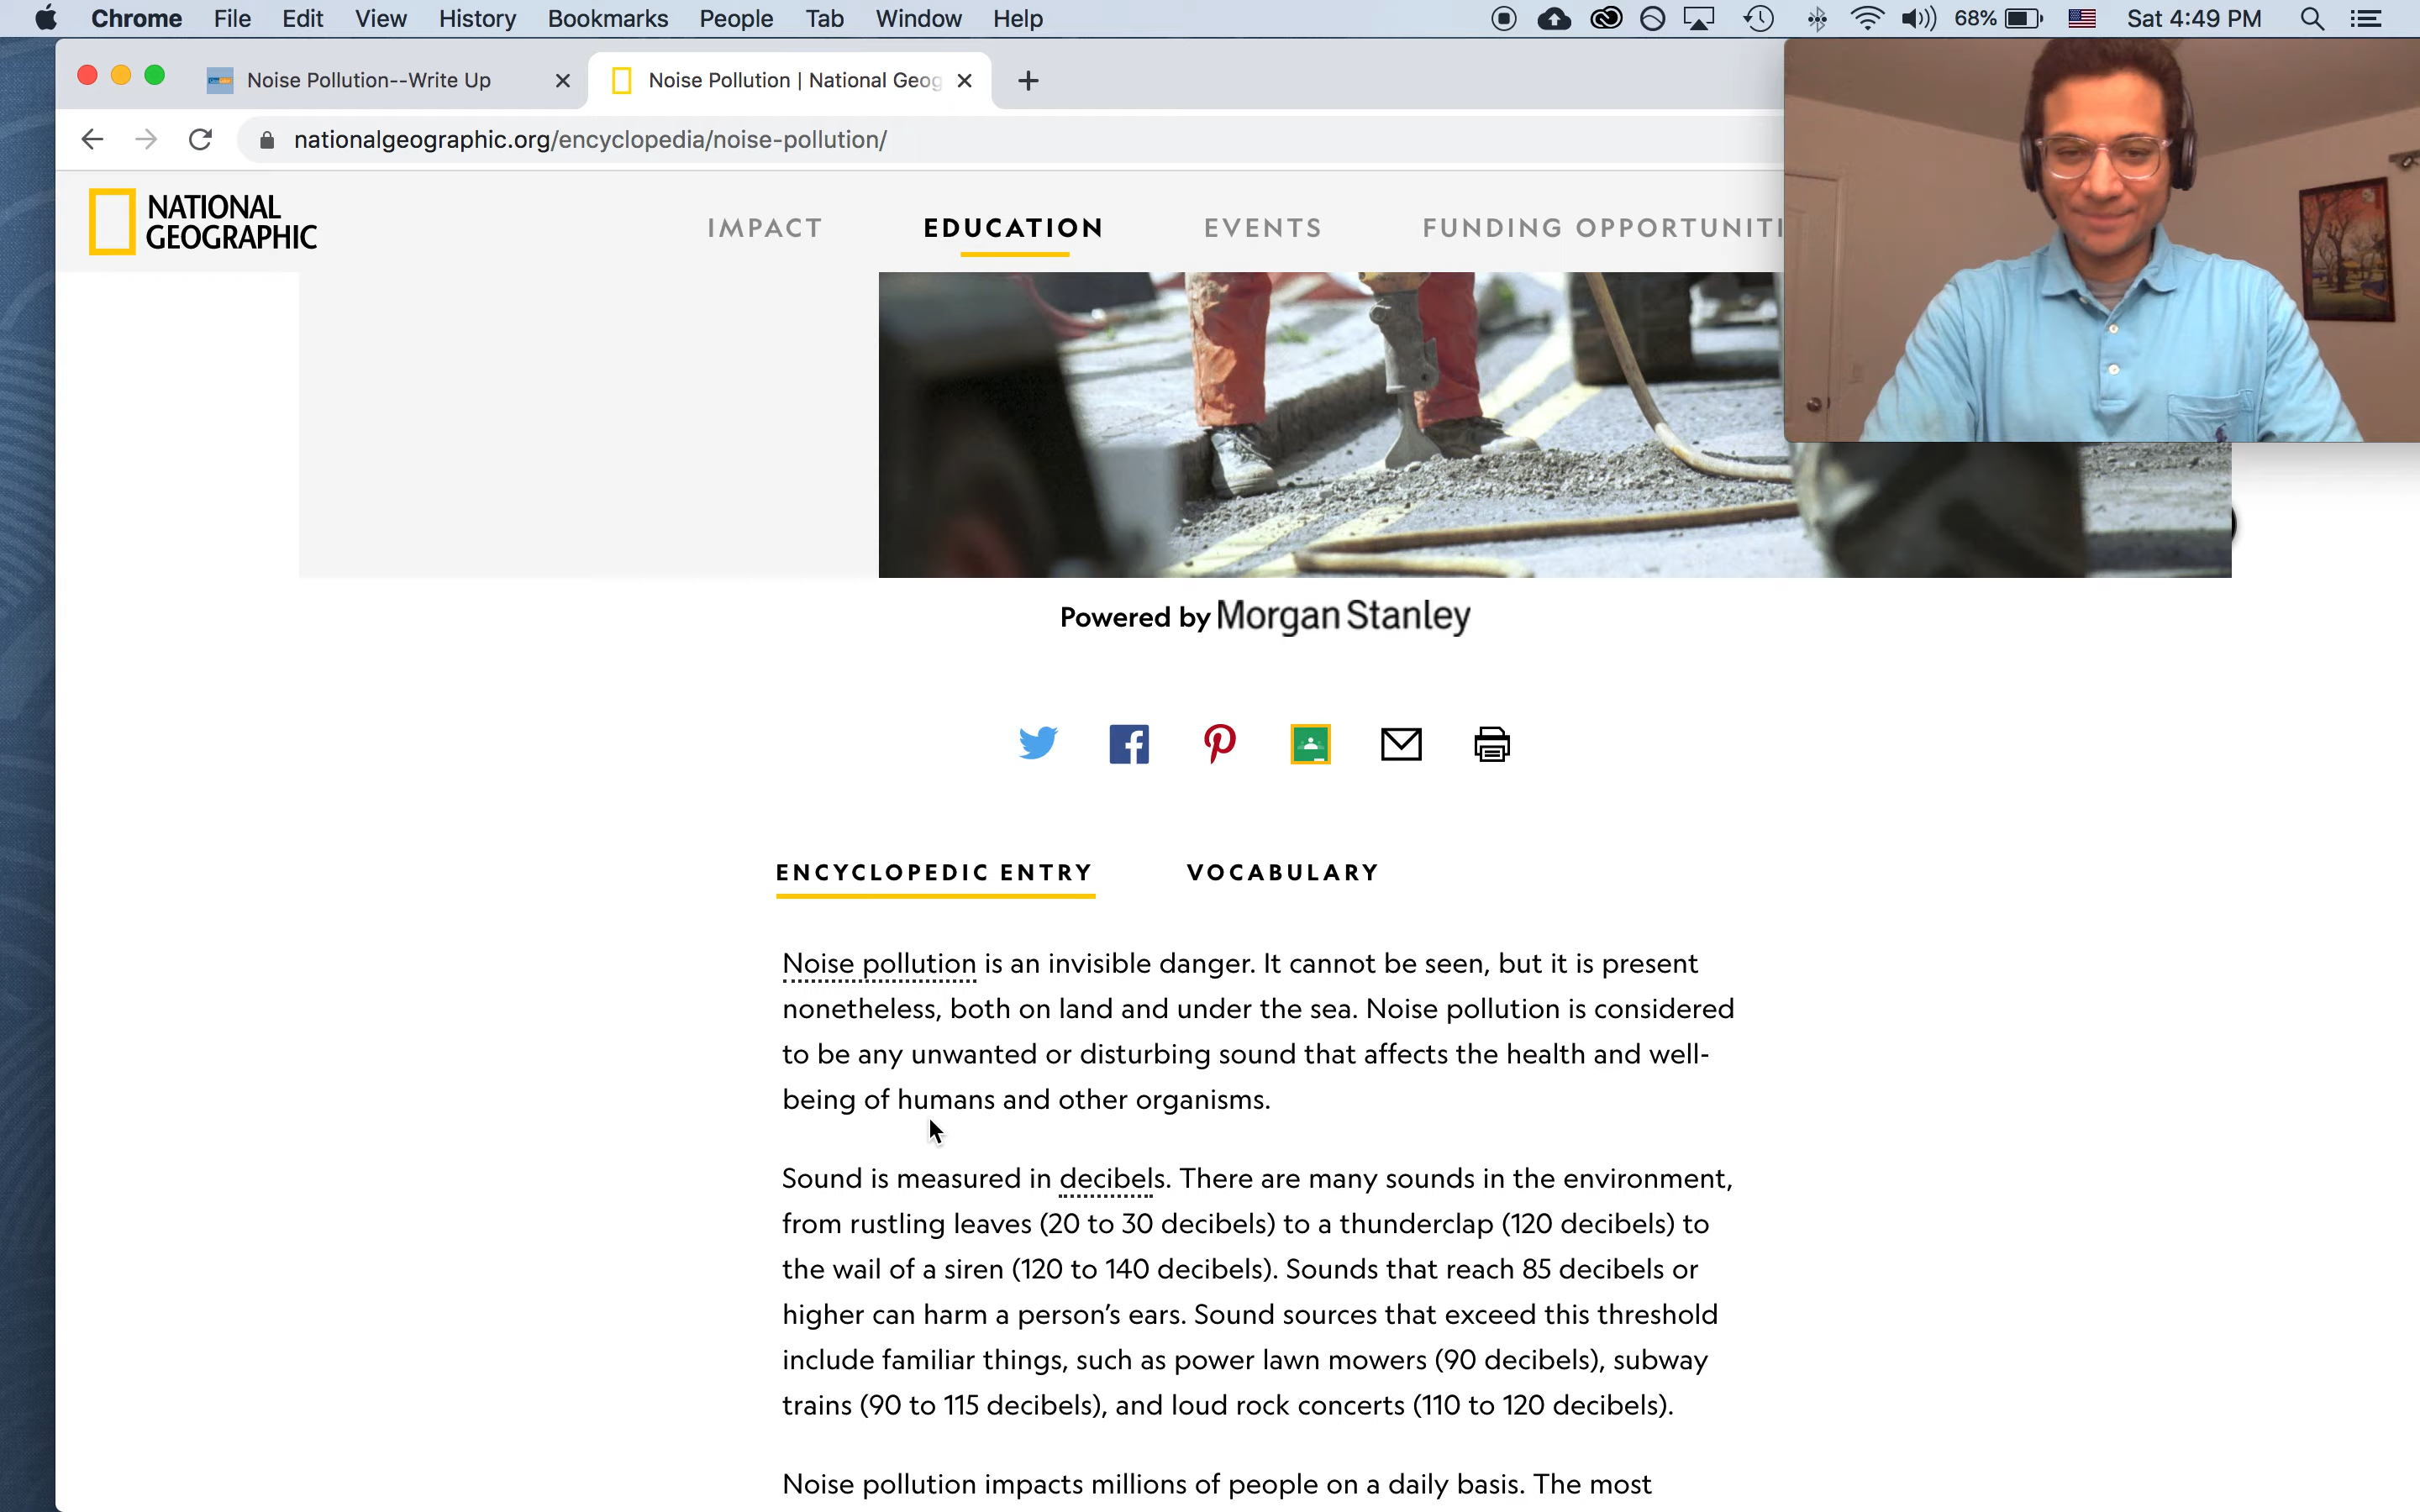 Chrome File Edit View History Bookmarks People Tab Window Help 68% Sat 4:49 PM
Noise Pollution--Write Up Noise Pollution | National Geog
nationalgeographic.org/encyclopedia/noise-pollution/
NATIONAL
GEOGRAPHIC
IMPACT EDUCATION EVENTS FUNDING OPPORTUNITI
Powered by Morgan Stanley
ENCYCLOPEDIC ENTRY VOCABULARY
Noise pollution is an invisible danger. It cannot be seen, but it is present
nonetheless, both on land and under the sea. Noise pollution is considered
to be any unwanted or disturbing sound that affects the health and well-
being of humans and other organisms.
Sound is measured in decibels. There are many sounds in the environment,
from rustling leaves (20 to 30 decibels) to a thunderclap (120 decibels) to
the wail of a siren (120 to 140 decibels). Sounds that reach 85 decibels or
higher can harm a person’s ears. Sound sources that exceed this threshold
include familiar things, such as power lawn mowers (90 decibels), subway
trains (90 to 115 decibels), and loud rock concerts (110 to 120 decibels).
Noise pollution impacts millions of people on a daily basis. The most